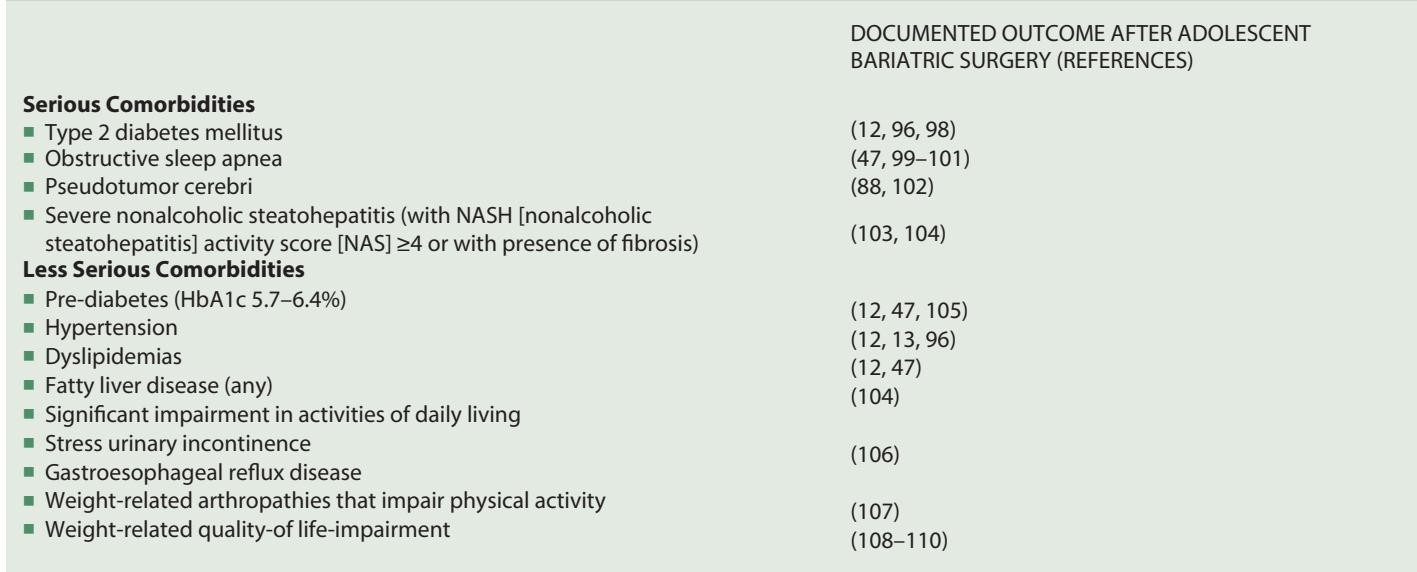 DOCUMENTED OUTCOME AFTER ADOLESCENT
BARIATRIC SURGERY (REFERENCES)
Serious Comorbidities
■ Type 2 diabetes mellitus (12, 96, 98)
■ Obstructive sleep apnea (47, 99–101)
■ Pseudotumor cerebri (88, 102)
■ Severe nonalcoholic steatohepatitis (with NASH [nonalcoholic
steatohepatitis] activity score [NAS] ≥4 or with presence of fibrosis) (103, 104)
Less Serious Comorbidities
■ Pre-diabetes (HbA1c 5.7–6.4%) (12, 47, 105)
■ Hypertension (12, 13, 96)
■ Dyslipidemias (12, 47)
■ Fatty liver disease (any) (104)
■ Significant impairment in activities of daily living
■ Stress urinary incontinence (106)
■ Gastroesophageal reflux disease
■ Weight-related arthropathies that impair physical activity (107)
■ Weight-related quality-of life-impairment (108–110)